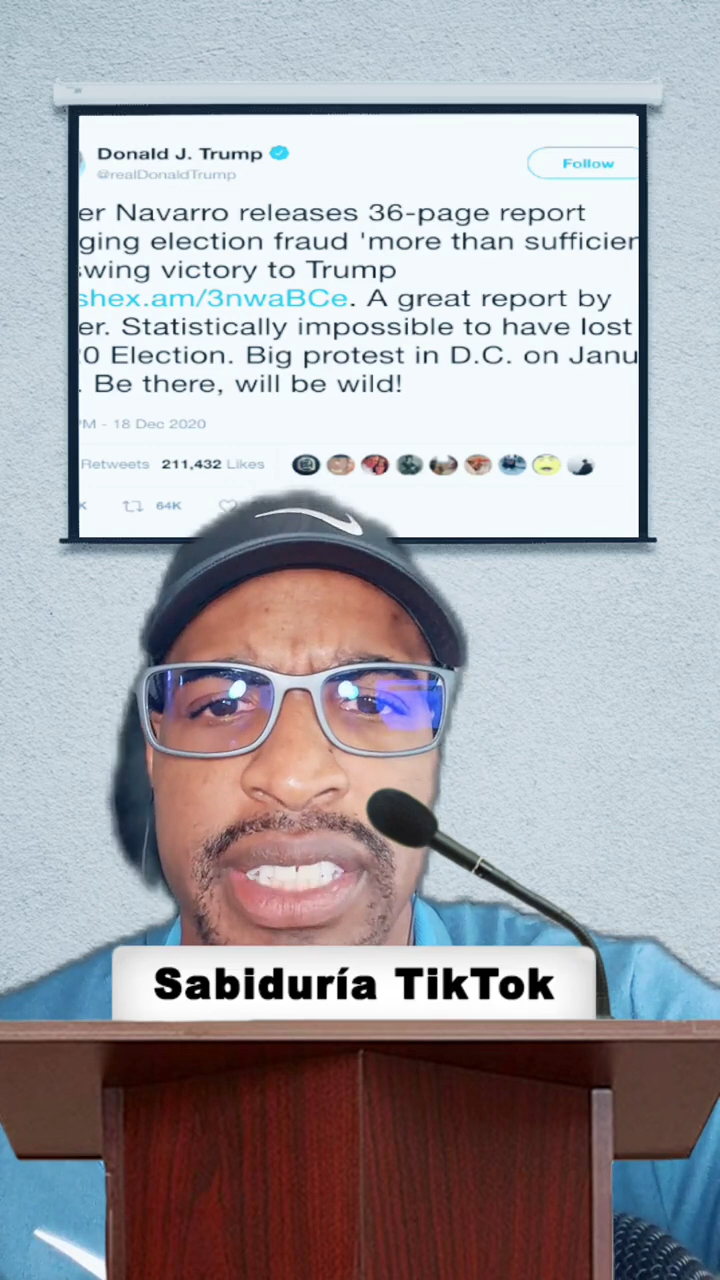 Donald J. Trump
@realDonaldTrump
Follow
er Navarro releases 36-page report
ging election fraud 'more than sufficien
swing victory to Trump
shex.am/3nwaBCe. A great report by
er. Statistically impossible to have lost
0 Election. Big protest in D.C. on Janu
. Be there, will be wild!
PM - 18 Dec 2020
Retweets 211,432 Likes
K 64K
Sabiduría TikTok